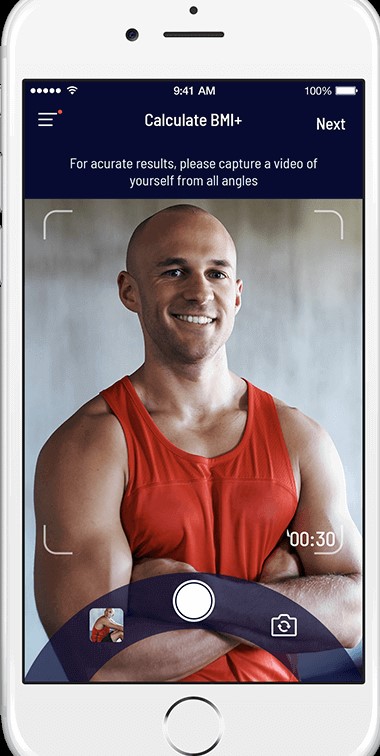 9:41 AM
100%
Calculate BMI+
Next
For acurate results, please capture a video of
yourself from all angles
00:30